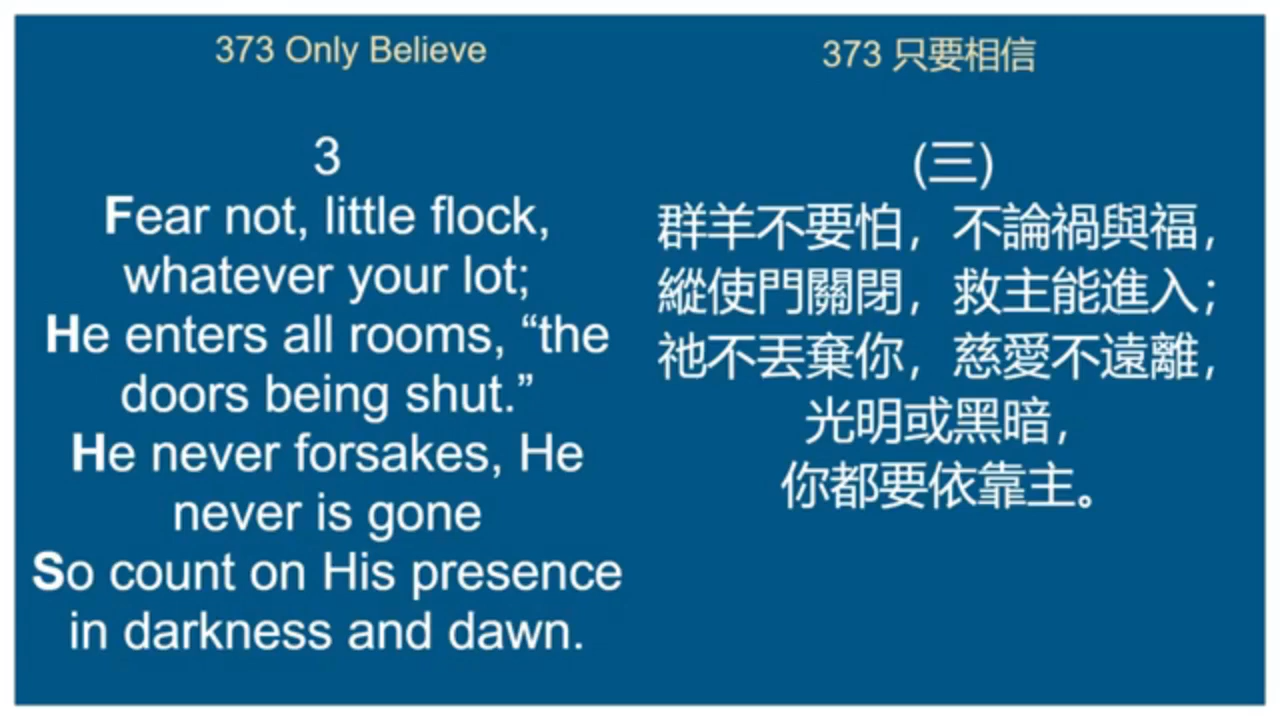 373 Only Believe
3
Fear not, little flock,
whatever your lot;
He enters all rooms, “the
doors being shut.”
He never forsakes, He
never is gone
So count on His presence
in darkness and dawn.
373 只要相信
(三)
群羊不要怕，不論禍與福，
縱使門關閉，救主能進入；
祂不丟棄你，慈愛不遠離，
光明或黑暗，
你都要依靠主。